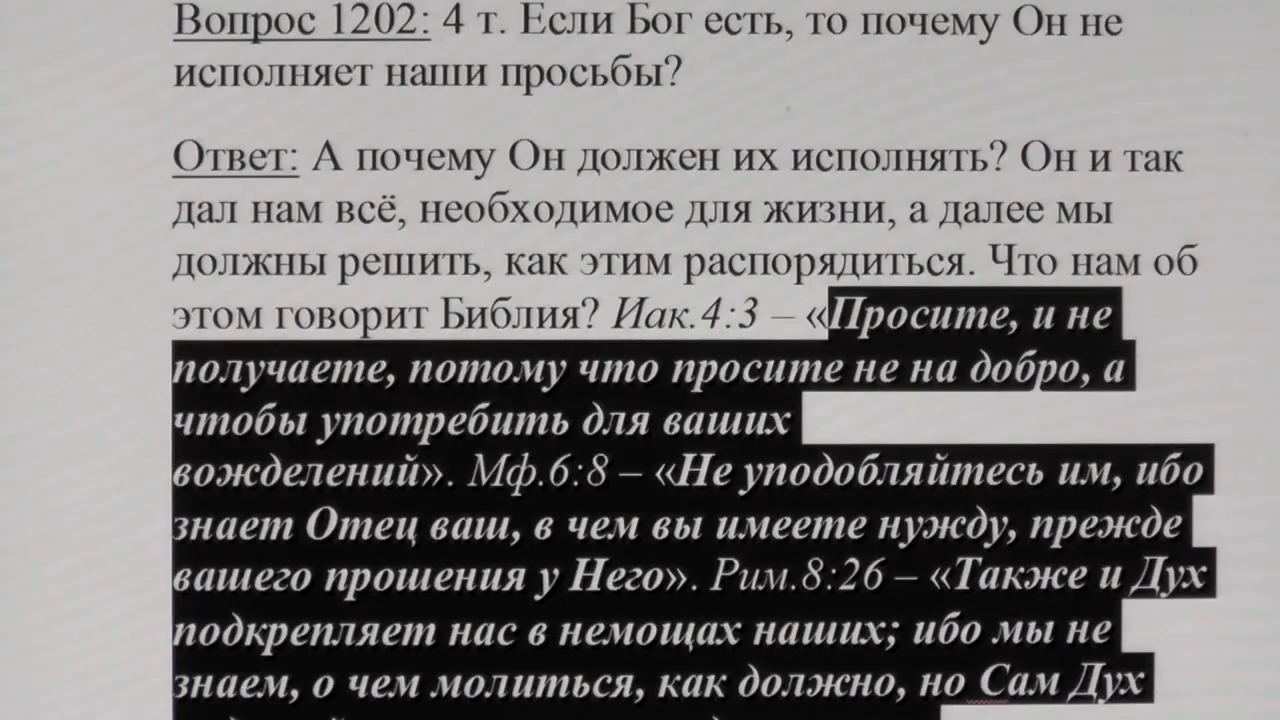 Вопрос 1202: 4 т. Если Бог есть, то почему Он не
исполняет наши просьбы?
Ответ: А почему Он должен их исполнять? Он и так
дал нам всё, необходимое для жизни, а далее мы
должны решить, как этим распорядиться. Что нам об
этом говорит Библия? Иак.4:3 – «Просите, и не
получаете, потому что просите не на добро, а
чтобы употребить для ваших
вожделений». Мф.6:8 – «Не уподобляйтесь им, ибо
знает Отец ваш, в чем вы имеете нужду, прежде
вашего прошения у Него». Рим.8:26 – «Также и Дух
подкрепляет нас в немощах наших; ибо мы не
знаем, о чем молиться, как должно, но Сам Дух